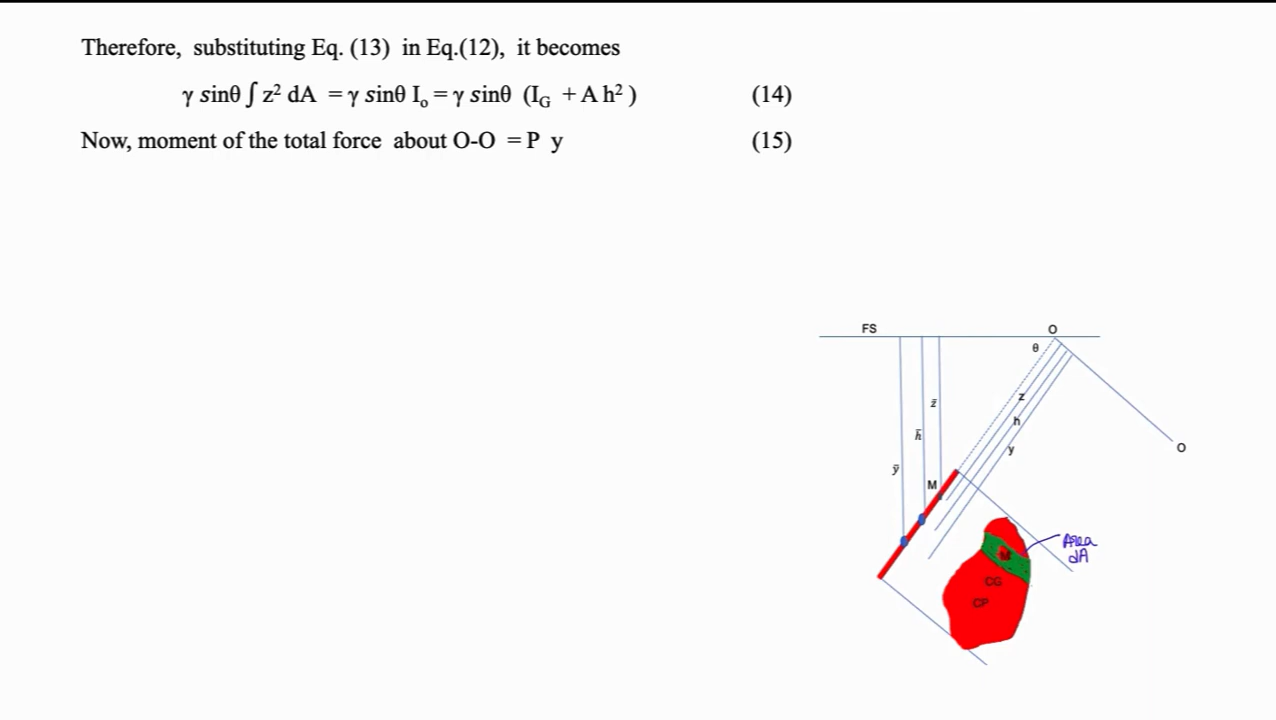 Therefore, substituting Eq. (13) in Eq.(12), it becomes
γ sinθ ∫ z² dA = γ sinθ Iₒ = γ sinθ (I_G + A h² ) (14)
Now, moment of the total force about O-O = P y (15)
FS
O
θ
z̄
z
h̄
h
y
O
ȳ
M
Area
dA
M
CG
CP